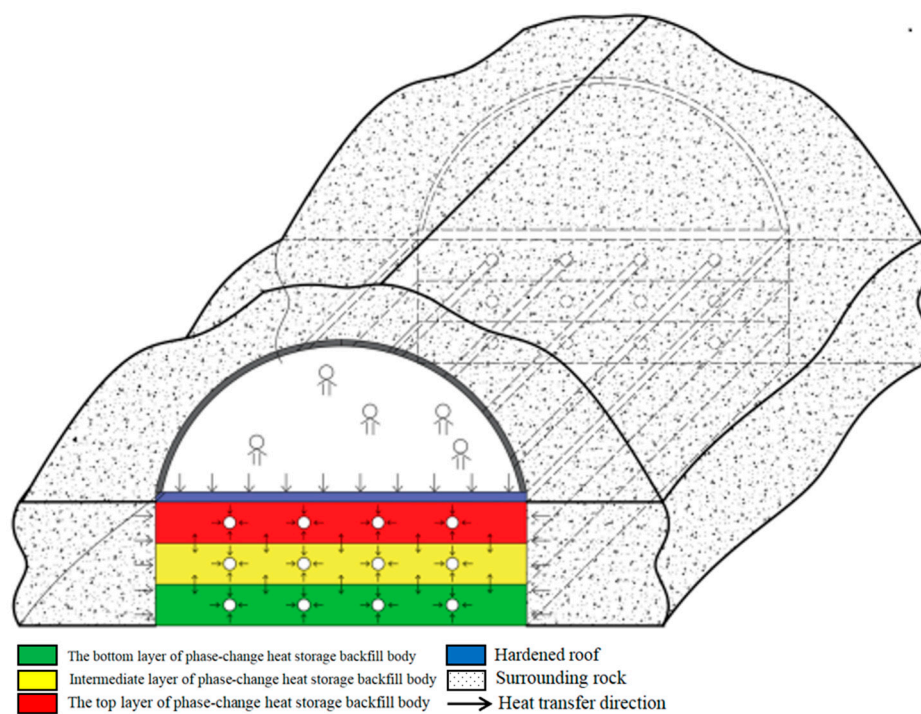 The bottom layer of phase-change heat storage backfill body
Hardened roof
Intermediate layer of phase-change heat storage backfill body
Surrounding rock
The top layer of phase-change heat storage backfill body
Heat transfer direction